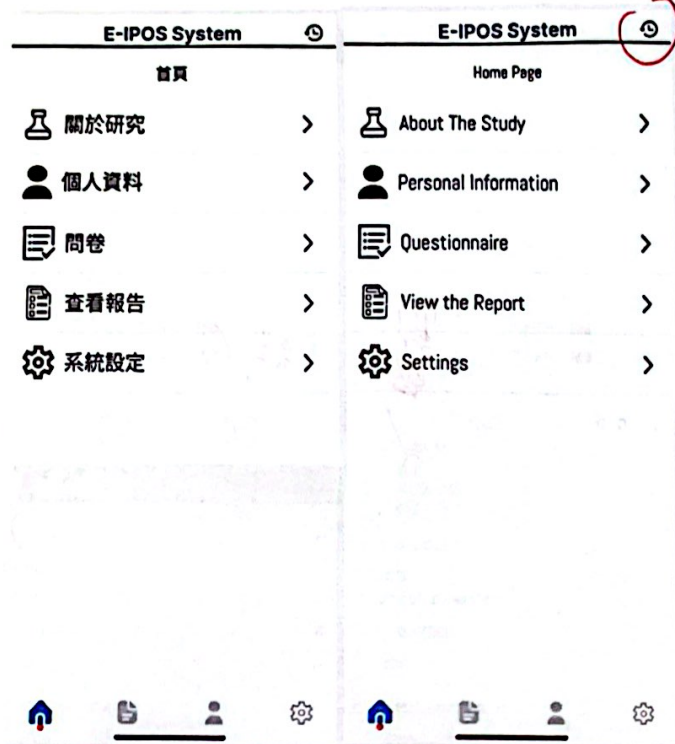 E-IPOS System
首頁
關於研究
個人資料
問卷
查看報告
系統設定
E-IPOS System
Home Page
About The Study
Personal Information
Questionnaire
View the Report
Settings